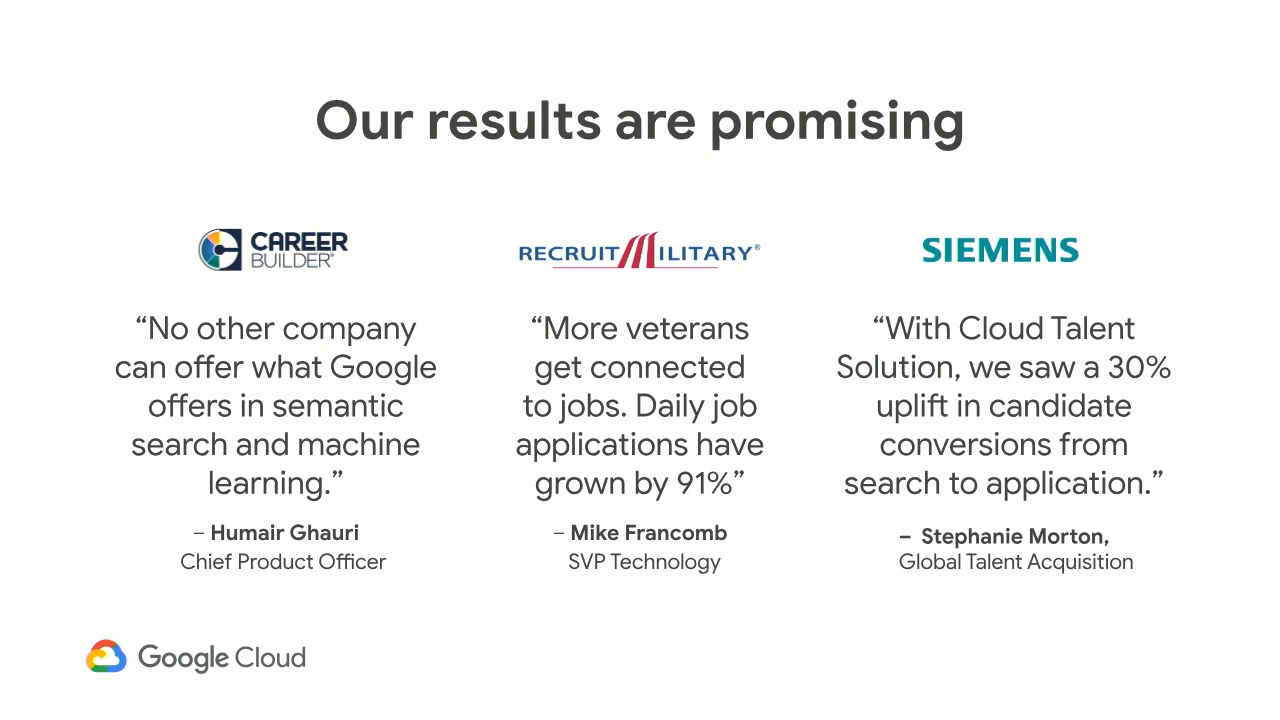 Our results are promising
CAREER
BUILDER®
“No other company
can offer what Google
offers in semantic
search and machine
learning.”
– Humair Ghauri
Chief Product Officer
RECRUITMILITARY®
“More veterans
get connected
to jobs. Daily job
applications have
grown by 91%”
– Mike Francomb
SVP Technology
SIEMENS
“With Cloud Talent
Solution, we saw a 30%
uplift in candidate
conversions from
search to application.”
– Stephanie Morton,
Global Talent Acquisition
Google Cloud